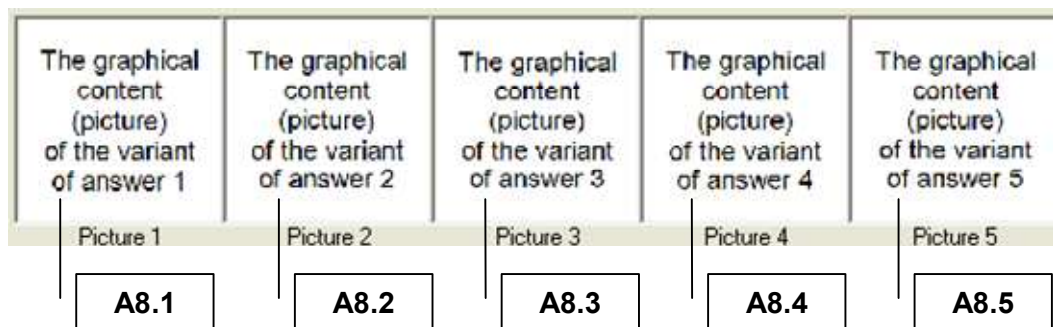 The graphical
content
(picture)
of the variant
of answer 1
The graphical
content
(picture)
of the variant
of answer 2
The graphical
content
(picture)
of the variant
of answer 3
The graphical
content
(picture)
of the variant
of answer 4
The graphical
content
(picture)
of the variant
of answer 5
Picture 1
Picture 2
Picture 3
Picture 4
Picture 5
A8.1
A8.2
A8.3
A8.4
A8.5